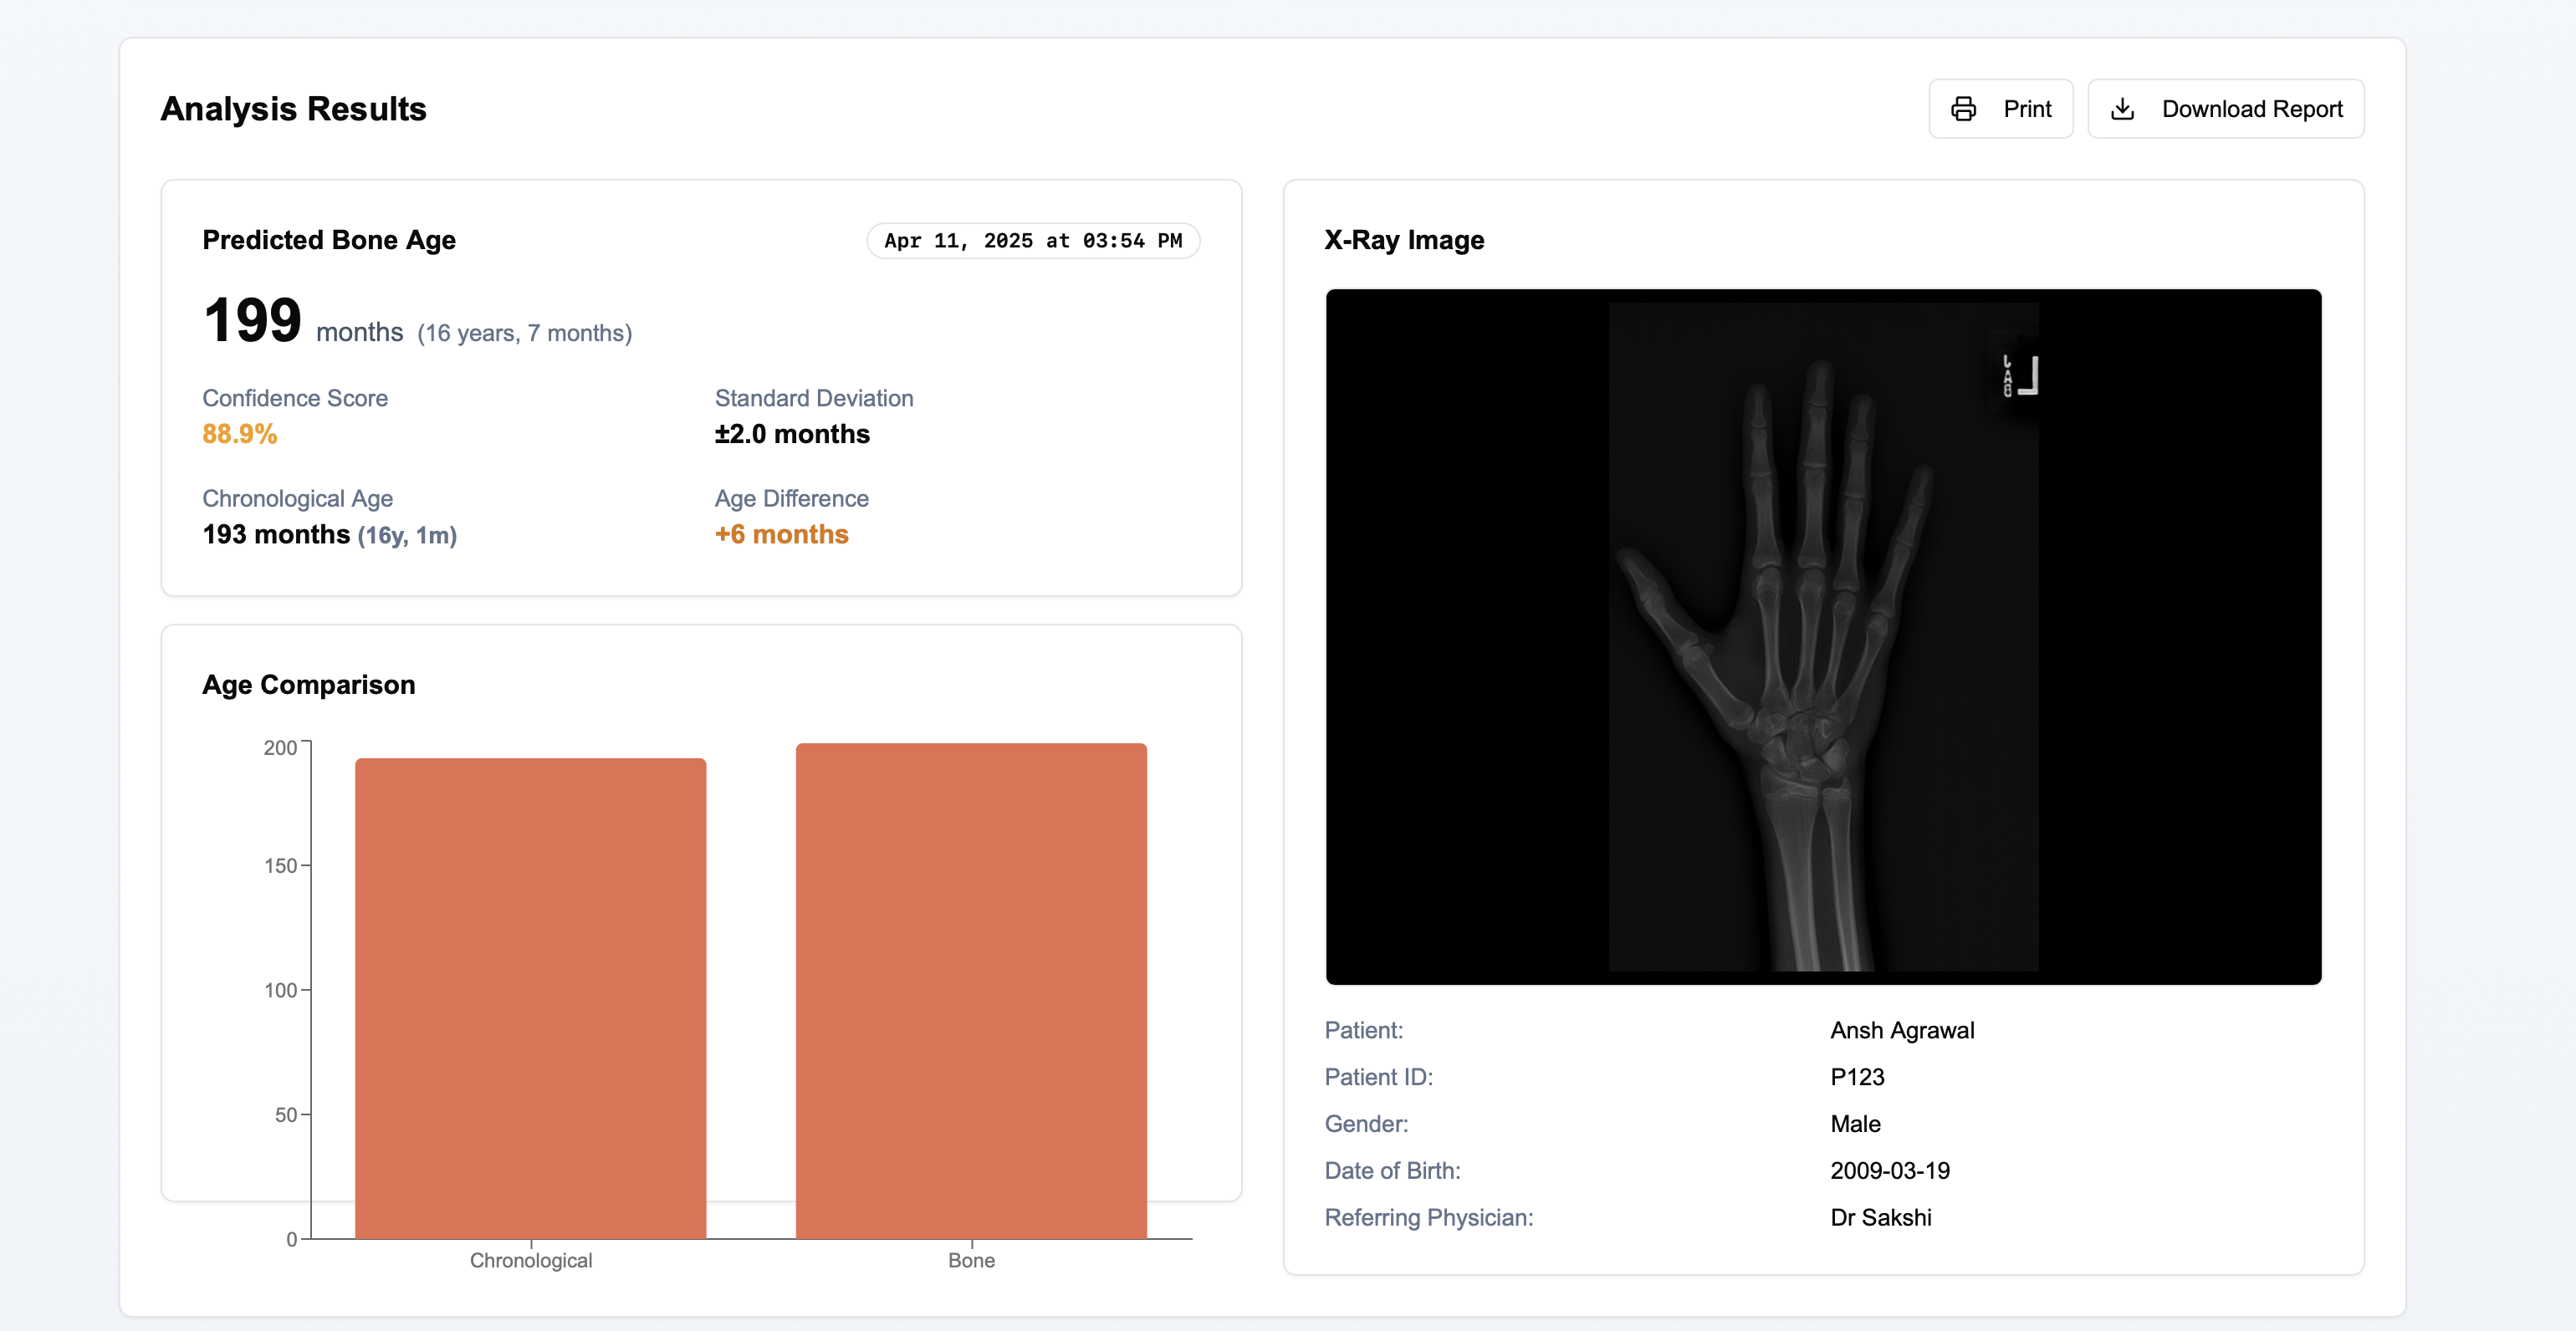 Analysis Results
Print
Download Report
Predicted Bone Age
Apr 11, 2025 at 03:54 PM
199 months (16 years, 7 months)
Confidence Score
88.9%
Standard Deviation
±2.0 months
Chronological Age
193 months (16y, 1m)
Age Difference
+6 months
Age Comparison
200
150
100
50
0
Chronological
Bone
X-Ray Image
L
JAB
Patient: Ansh Agrawal
Patient ID: P123
Gender: Male
Date of Birth: 2009-03-19
Referring Physician: Dr Sakshi